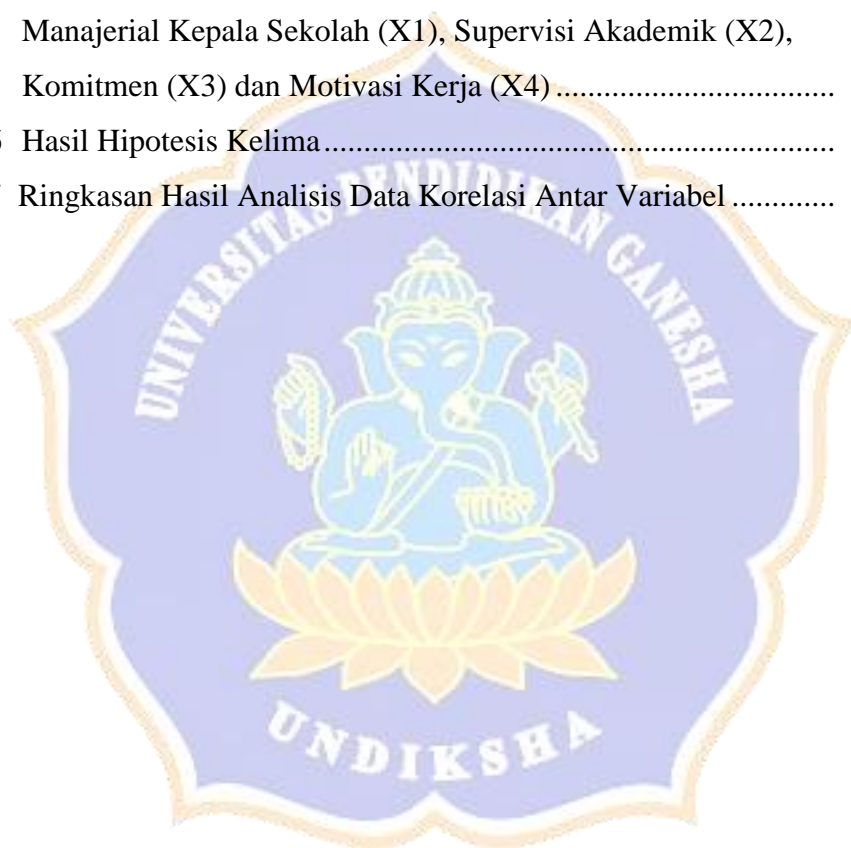 Manajerial Kepala Sekolah (X1), Supervisi Akademik (X2),
Komitmen (X3) dan Motivasi Kerja (X4) .................................
Hasil Hipotesis Kelima ................................................................
Ringkasan Hasil Analisis Data Korelasi Antar Variabel .............
UNIVERSITAS PENDIDIKAN GANESHA
UNDIKSHA